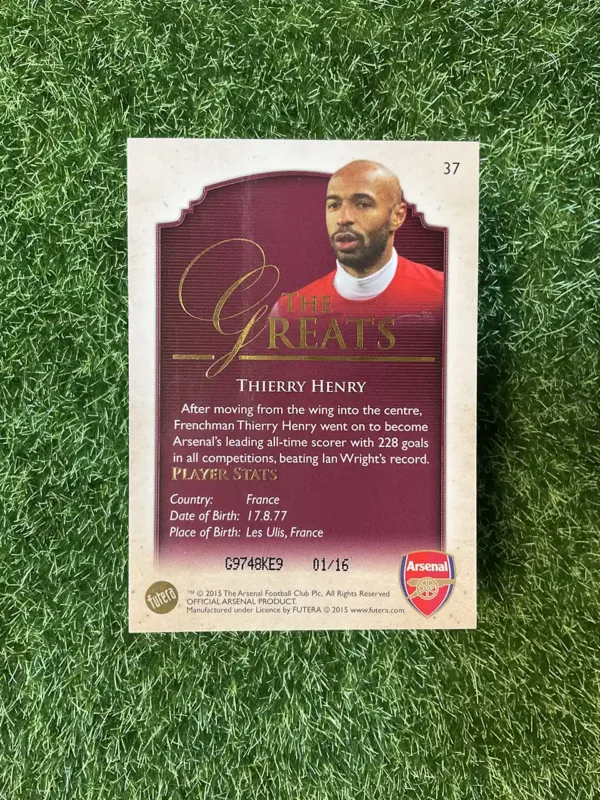 37
The
Greats
Thierry Henry
After moving from the wing into the centre,
Frenchman Thierry Henry went on to become
Arsenal's leading all-time scorer with 228 goals
in all competitions, beating Ian Wright's record.
Player Stats
Country: France
Date of Birth: 17.8.77
Place of Birth: Les Ulis, France
G9748KE9 01/16
Arsenal
futera
™ © 2015 The Arsenal Football Club Plc, All Rights Reserved
OFFICIAL ARSENAL PRODUCT.
Manufactured under Licence by FUTERA © 2015 www.futera.com